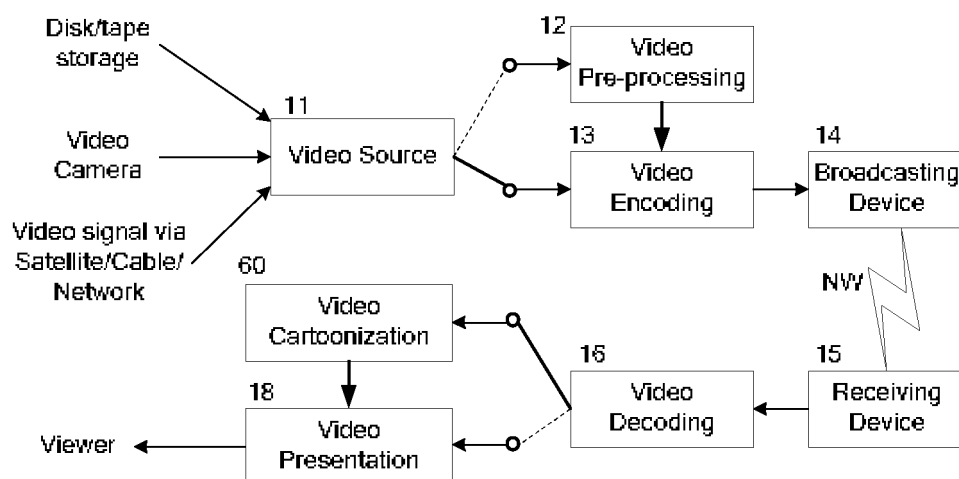 Disk/tape
storage
12
Video
Pre-processing
11
Video Source
Video
Camera
13
Video
Encoding
14
Broadcasting
Device
Video signal via
Satellite/Cable/
Network
NW
60
Video
Cartoonization
16
Video
Decoding
15
Receiving
Device
18
Video
Presentation
Viewer